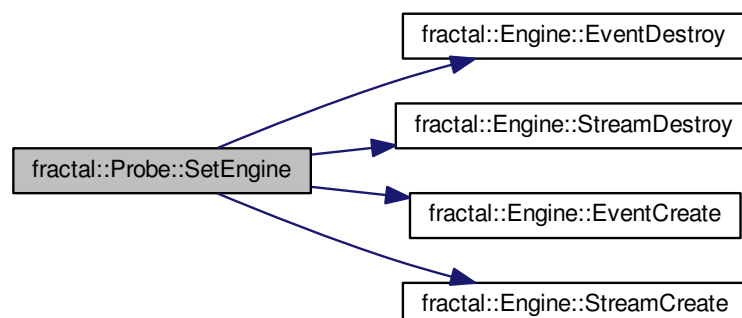 fractal::Engine::EventDestroy
fractal::Engine::StreamDestroy
fractal::Probe::SetEngine
fractal::Engine::EventCreate
fractal::Engine::StreamCreate